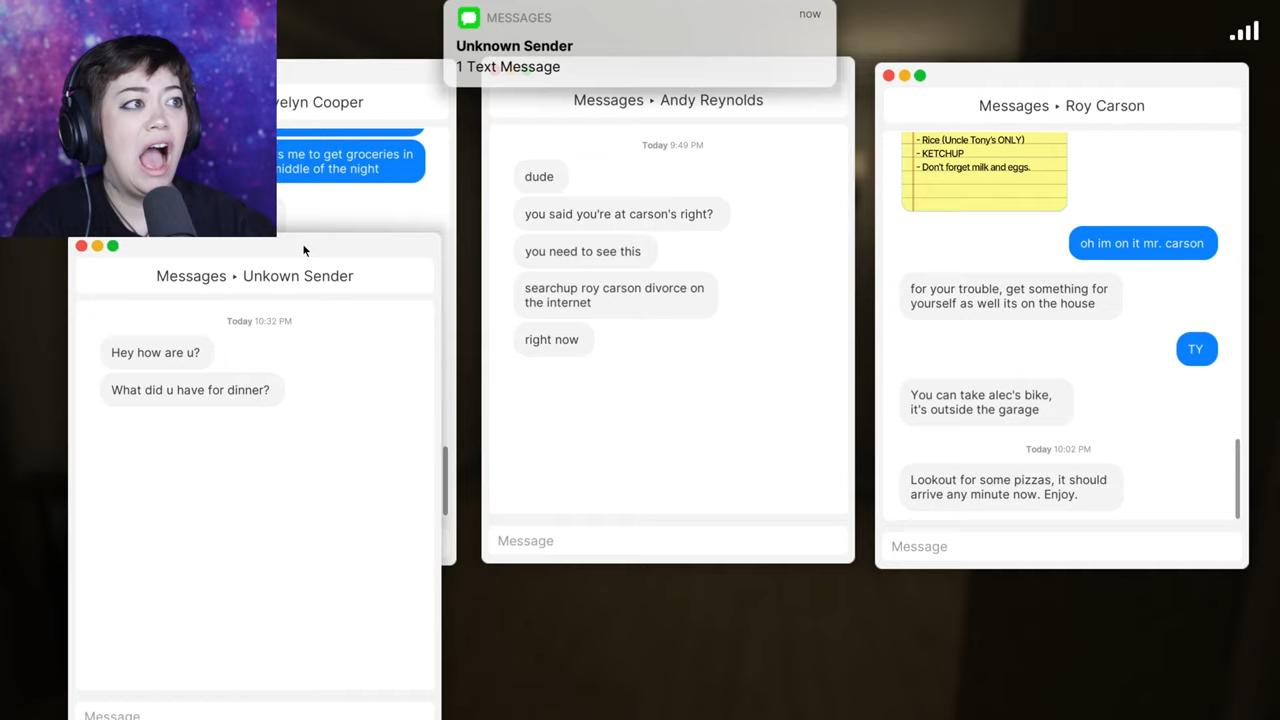 MESSAGES
now
Unknown Sender
1 Text Message
velyn Cooper
s me to get groceries in
niddle of the night
Messages ▸ Unkown Sender
Today 10:32 PM
Hey how are u?
What did u have for dinner?
Message
Messages ▸ Andy Reynolds
Today 9:49 PM
dude
you said you're at carson's right?
you need to see this
searchup roy carson divorce on
the internet
right now
Message
Messages ▸ Roy Carson
- Rice (Uncle Tony's ONLY)
- KETCHUP
- Don't forget milk and eggs.
oh im on it mr. carson
for your trouble, get something for
yourself as well its on the house
TY
You can take alec's bike,
it's outside the garage
Today 10:02 PM
Lookout for some pizzas, it should
arrive any minute now. Enjoy.
Message